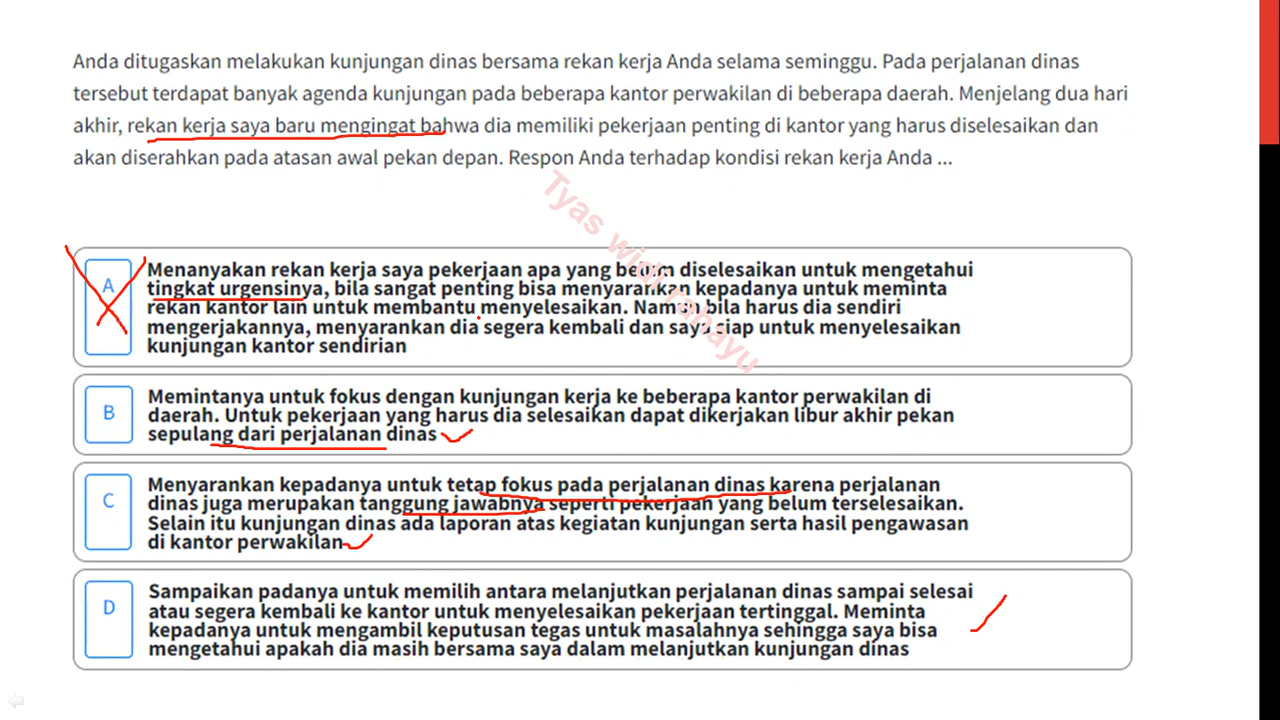 Anda ditugaskan melakukan kunjungan dinas bersama rekan kerja Anda selama seminggu. Pada perjalanan dinas
tersebut terdapat banyak agenda kunjungan pada beberapa kantor perwakilan di beberapa daerah. Menjelang dua hari
akhir, rekan kerja saya baru mengingat bahwa dia memiliki pekerjaan penting di kantor yang harus diselesaikan dan
akan diserahkan pada atasan awal pekan depan. Respon Anda terhadap kondisi rekan kerja Anda ...
Tyas widi rahayu
A
Menanyakan rekan kerja saya pekerjaan apa yang belum diselesaikan untuk mengetahui
tingkat urgensinya, bila sangat penting bisa menyarankan kepadanya untuk meminta
rekan kantor lain untuk membantu menyelesaikan. Namun bila harus dia sendiri
mengerjakannya, menyarankan dia segera kembali dan saya siap untuk menyelesaikan
kunjungan kantor sendirian
B
Memintanya untuk fokus dengan kunjungan kerja ke beberapa kantor perwakilan di
daerah. Untuk pekerjaan yang harus dia selesaikan dapat dikerjakan libur akhir pekan
sepulang dari perjalanan dinas
C
Menyarankan kepadanya untuk tetap fokus pada perjalanan dinas karena perjalanan
dinas juga merupakan tanggung jawabnya seperti pekerjaan yang belum terselesaikan.
Selain itu kunjungan dinas ada laporan atas kegiatan kunjungan serta hasil pengawasan
di kantor perwakilan
D
Sampaikan padanya untuk memilih antara melanjutkan perjalanan dinas sampai selesai
atau segera kembali ke kantor untuk menyelesaikan pekerjaan tertinggal. Meminta
kepadanya untuk mengambil keputusan tegas untuk masalahnya sehingga saya bisa
mengetahui apakah dia masih bersama saya dalam melanjutkan kunjungan dinas